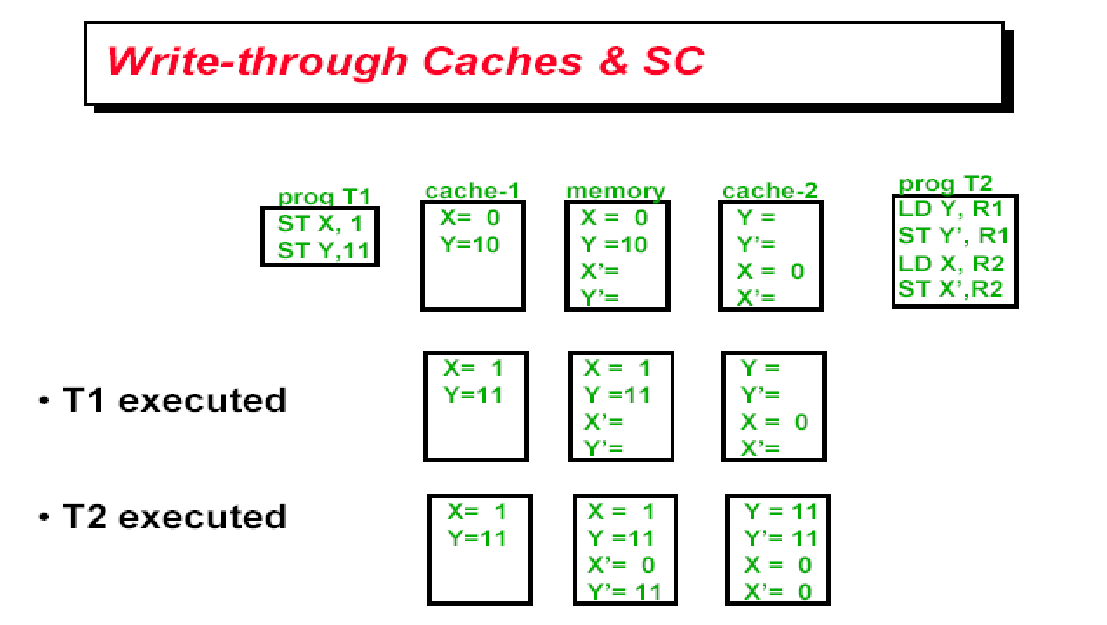 Write-through Caches & SC
prog T1
ST X, 1
ST Y,11
cache-1
X= 0
Y=10
memory
X = 0
Y =10
X’=
Y’=
cache-2
Y =
Y’=
X = 0
X’=
prog T2
LD Y, R1
ST Y’, R1
LD X, R2
ST X’,R2
• T1 executed
X= 1
Y=11
X = 1
Y =11
X’=
Y’=
Y =
Y’=
X = 0
X’=
• T2 executed
X= 1
Y=11
X = 1
Y =11
X’= 0
Y’= 11
Y = 11
Y’= 11
X = 0
X’= 0